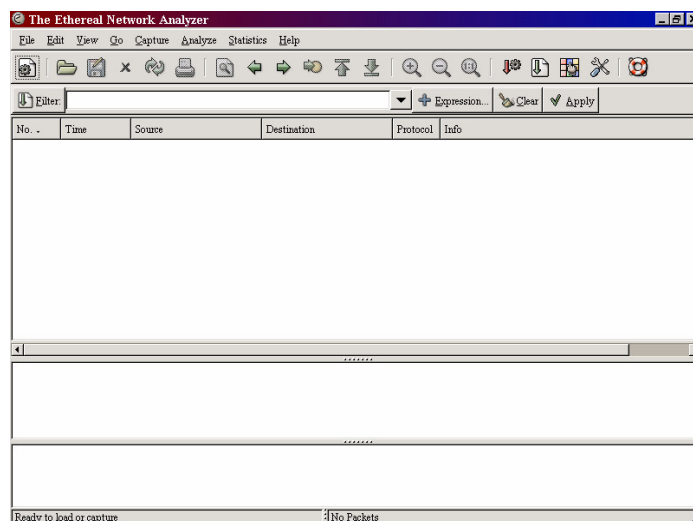 The Ethereal Network Analyzer
File Edit View Go Capture Analyze Statistics Help
Filter: Expression... Clear Apply
No. . Time Source Destination Protocol Info
Ready to load or capture No Packets